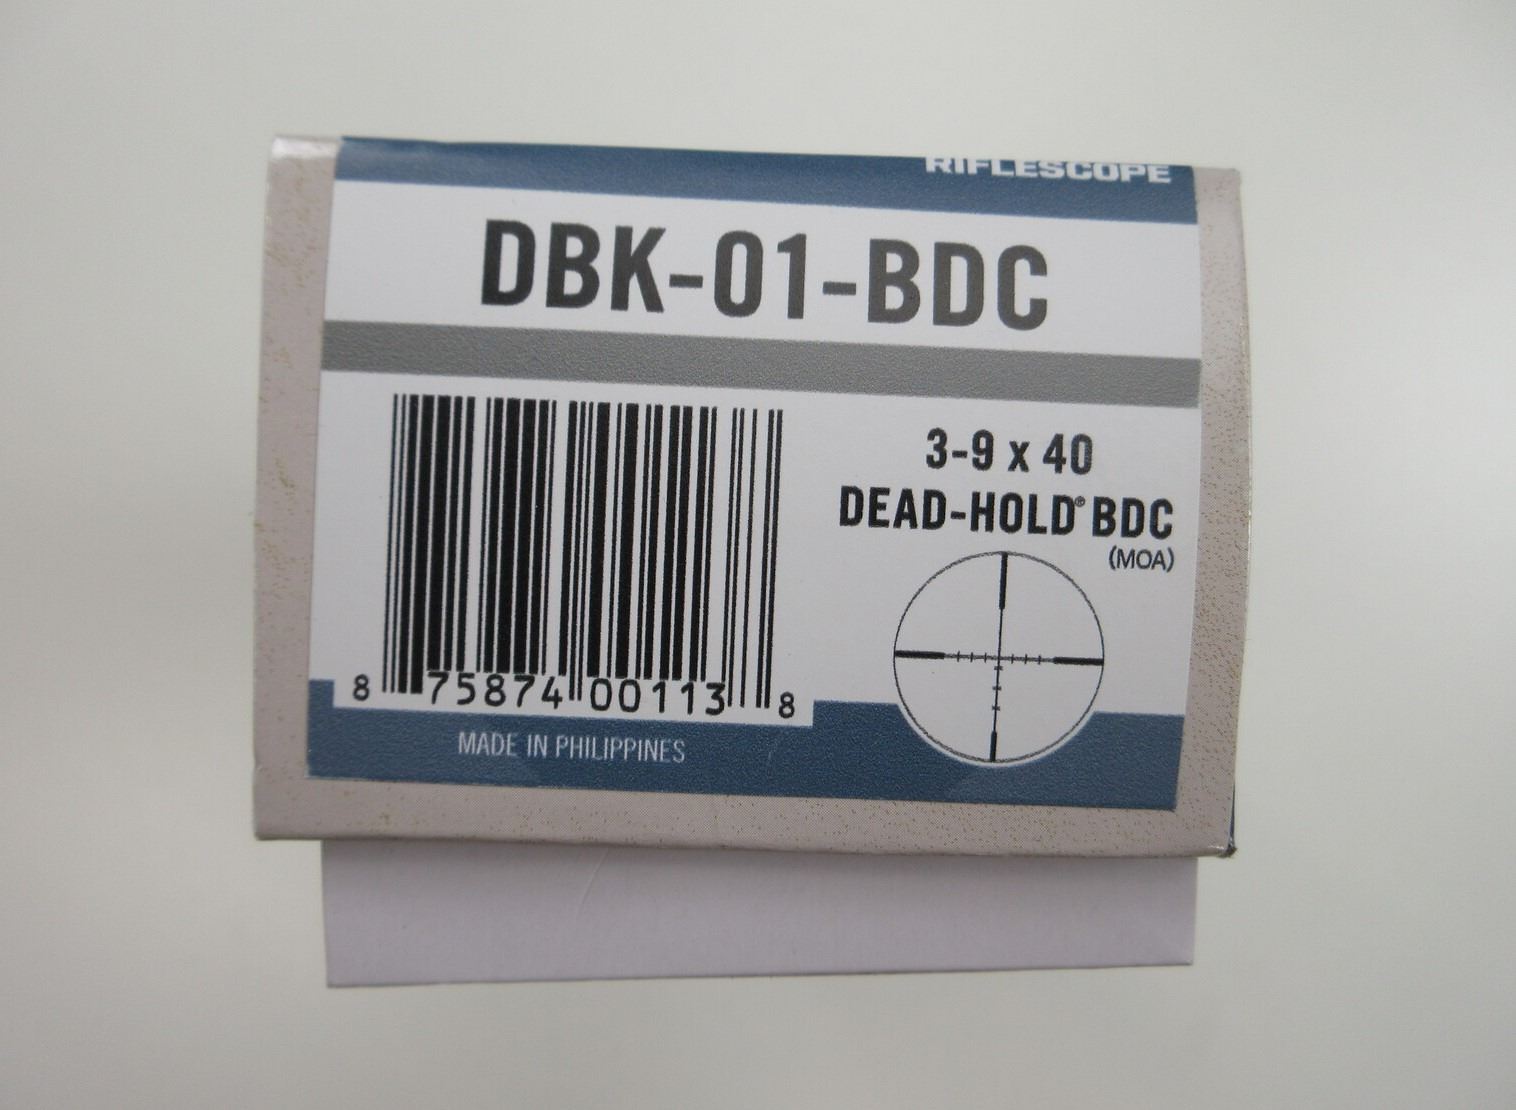 RIFLESCOPE
DBK-01-BDC
3-9 x 40
DEAD-HOLD® BDC
(MOA)
8 75874 00113 8
MADE IN PHILIPPINES